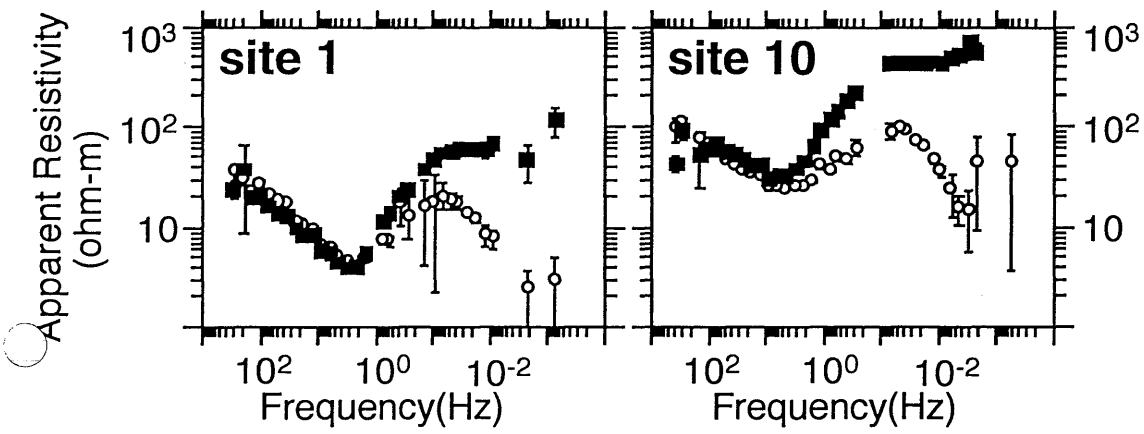 Apparent Resistivity
(ohm-m)
10³
10²
10
site 1
10² 10⁰ 10⁻²
Frequency(Hz)
site 10
10³
10²
10
10² 10⁰ 10⁻²
Frequency(Hz)